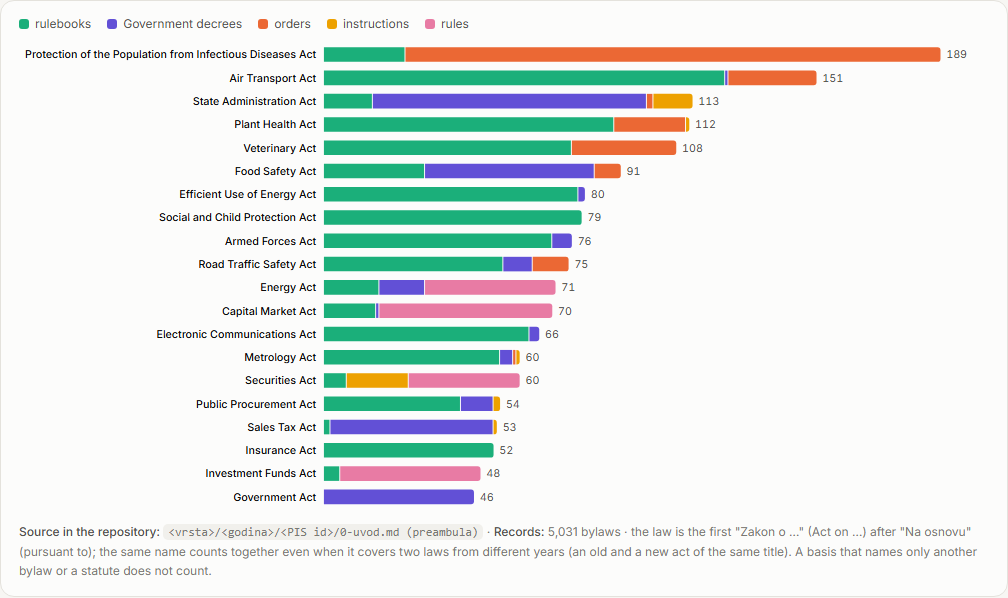 rulebooks Government decrees orders instructions rules
Protection of the Population from Infectious Diseases Act 189
Air Transport Act 151
State Administration Act 113
Plant Health Act 112
Veterinary Act 108
Food Safety Act 91
Efficient Use of Energy Act 80
Social and Child Protection Act 79
Armed Forces Act 76
Road Traffic Safety Act 75
Energy Act 71
Capital Market Act 70
Electronic Communications Act 66
Metrology Act 60
Securities Act 60
Public Procurement Act 54
Sales Tax Act 53
Insurance Act 52
Investment Funds Act 48
Government Act 46
Source in the repository: <vrsta>/<godina>/<PIS id>/0-uvod.md (preambula) · Records: 5,031 bylaws · the law is the first "Zakon o ..." (Act on ...) after "Na osnovu"
(pursuant to); the same name counts together even when it covers two laws from different years (an old and a new act of the same title). A basis that names only another
bylaw or a statute does not count.